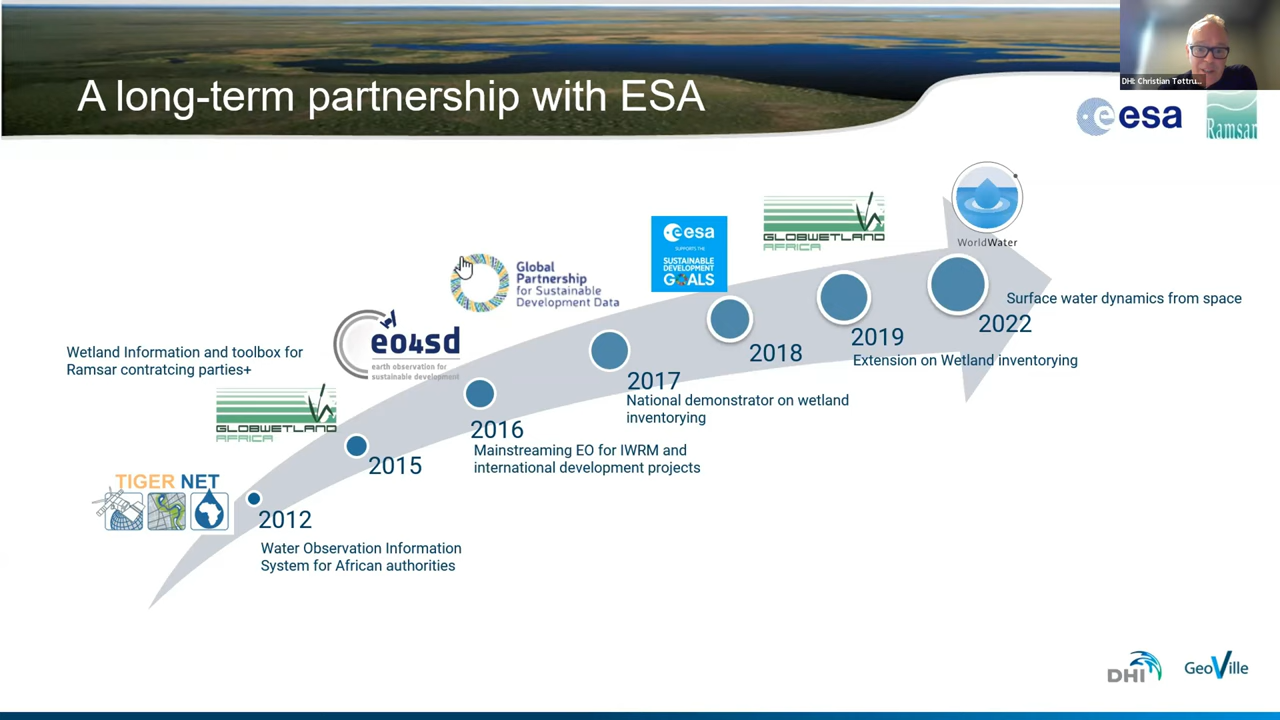 A long-term partnership with ESA
DHI: Christian Tøttru...
esa
Ramsar
WorldWater
GLOBWETLAND
AFRICA
esa
SUPPORTS THE
SUSTAINABLE
DEVELOPMENT
GOALS
Global
Partnership
for Sustainable
Development Data
eo4sd
earth observation for
sustainable development
Wetland Information and toolbox for
Ramsar contratcing parties+
GLOBWETLAND
AFRICA
TIGER NET
2012
Water Observation Information
System for African authorities
2015
2016
Mainstreaming EO for IWRM and
international development projects
2017
National demonstrator on wetland
inventorying
2018
2019
Extension on Wetland inventorying
2022
Surface water dynamics from space
DHI
GeoVille